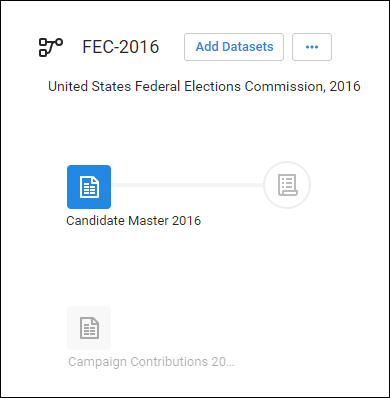 FEC-2016
Add Datasets
...
United States Federal Elections Commission, 2016
Candidate Master 2016
Campaign Contributions 20...